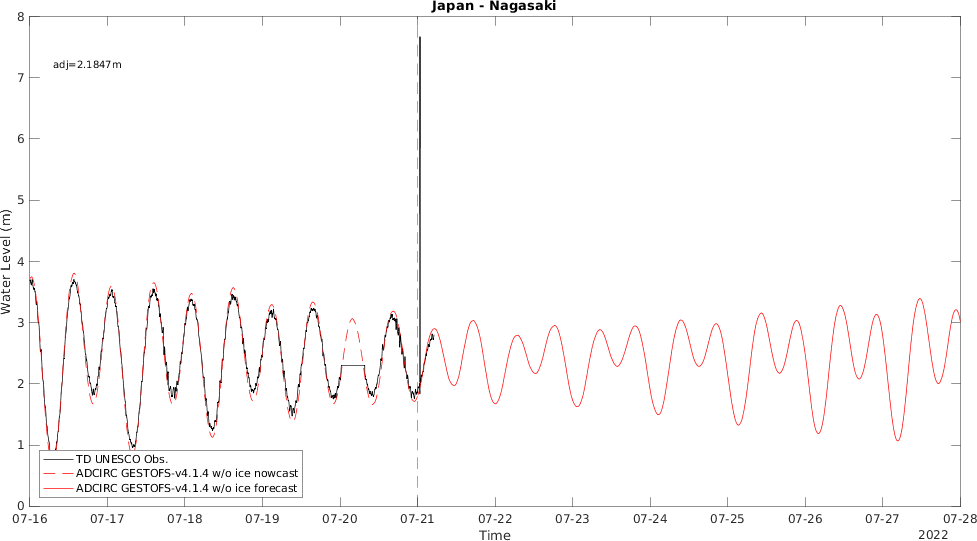 Japan - Nagasaki
8
adj=2.1847m
7
6
5
4
3
2
1
0
Water Level (m)
TD UNESCO Obs.
ADCIRC GESTOFS-v4.1.4 w/o ice nowcast
ADCIRC GESTOFS-v4.1.4 w/o ice forecast
07-16 07-17 07-18 07-19 07-20 07-21 07-22 07-23 07-24 07-25 07-26 07-27 07-28
Time
2022